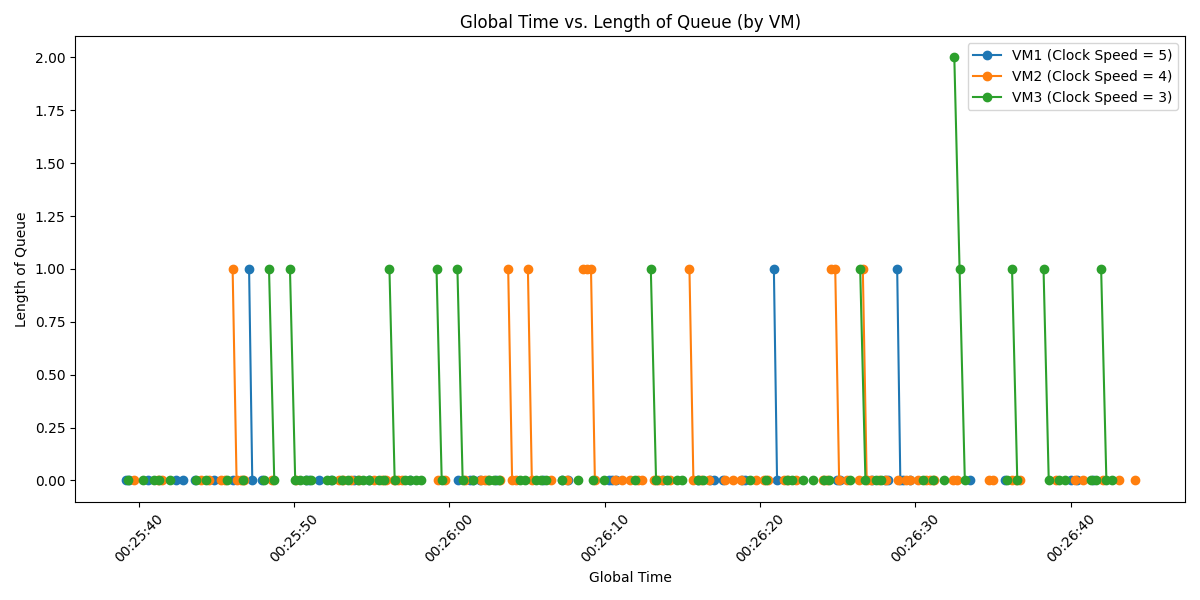 Global Time vs. Length of Queue (by VM)
VM1 (Clock Speed = 5)
VM2 (Clock Speed = 4)
VM3 (Clock Speed = 3)
Length of Queue
2.00
1.75
1.50
1.25
1.00
0.75
0.50
0.25
0.00
00:25:40
00:25:50
00:26:00
00:26:10
00:26:20
00:26:30
00:26:40
Global Time